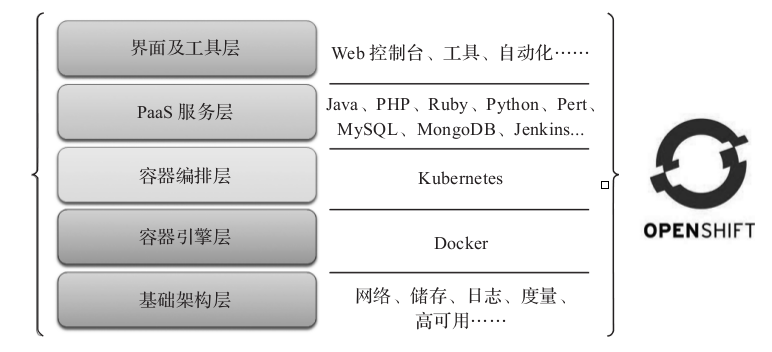 界面及工具层
Web 控制台、工具、自动化……
PaaS 服务层
Java、PHP、Ruby、Python、Pert、
MySQL、MongoDB、Jenkins...
容器编排层
Kubernetes
容器引擎层
Docker
基础架构层
网络、储存、日志、度量、
高可用……
OPENSHIFT